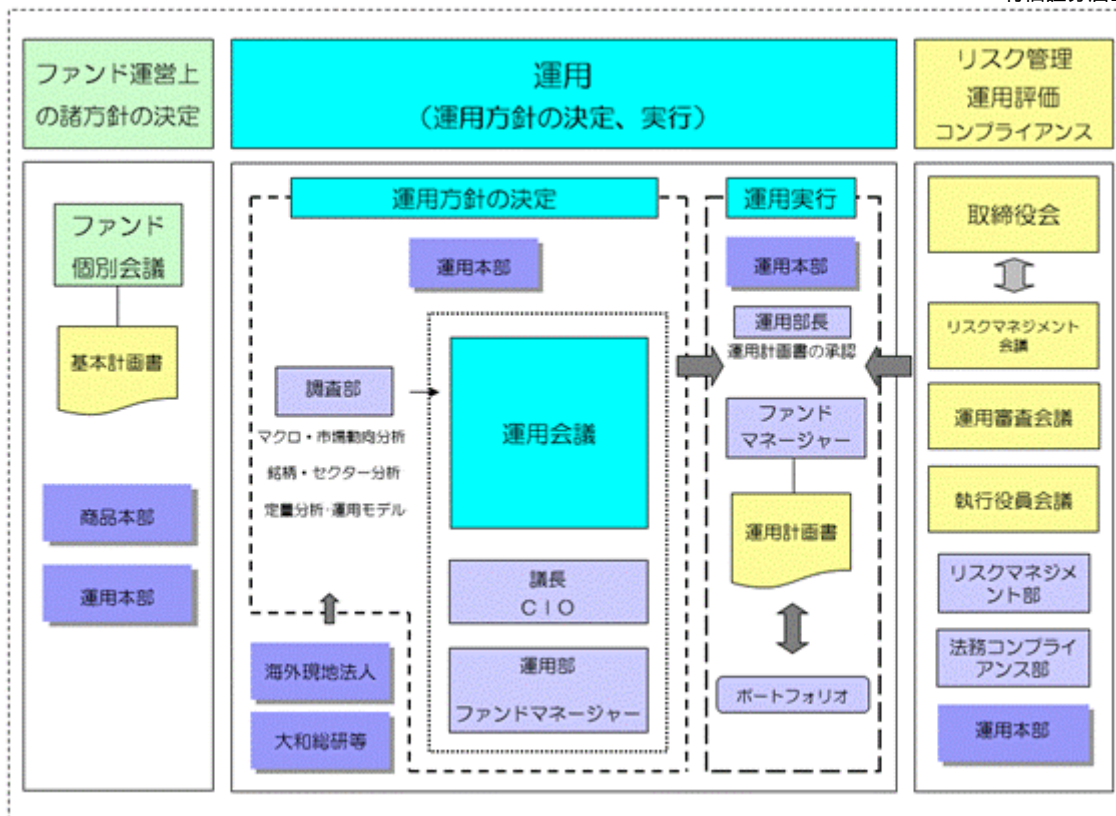 ファンド運営上
の諸方針の決定
運用
(運用方針の決定、実行)
リスク管理
運用評価
コンプライアンス
ファンド
個別会議
基本計画書
商品本部
運用本部
運用方針の決定
運用本部
調査部
マクロ・市場動向分析
銘柄・セクター分析
定量分析・運用モデル
海外現地法人
大和総研等
運用会議
議長
CIO
運用部
ファンドマネージャー
運用実行
運用本部
運用部長
運用計画書の承認
ファンド
マネージャー
運用計画書
ポートフォリオ
取締役会
リスクマネジメント
会議
運用審査会議
執行役員会議
リスクマネジメ
ント部
法務コンプライ
アンス部
運用本部